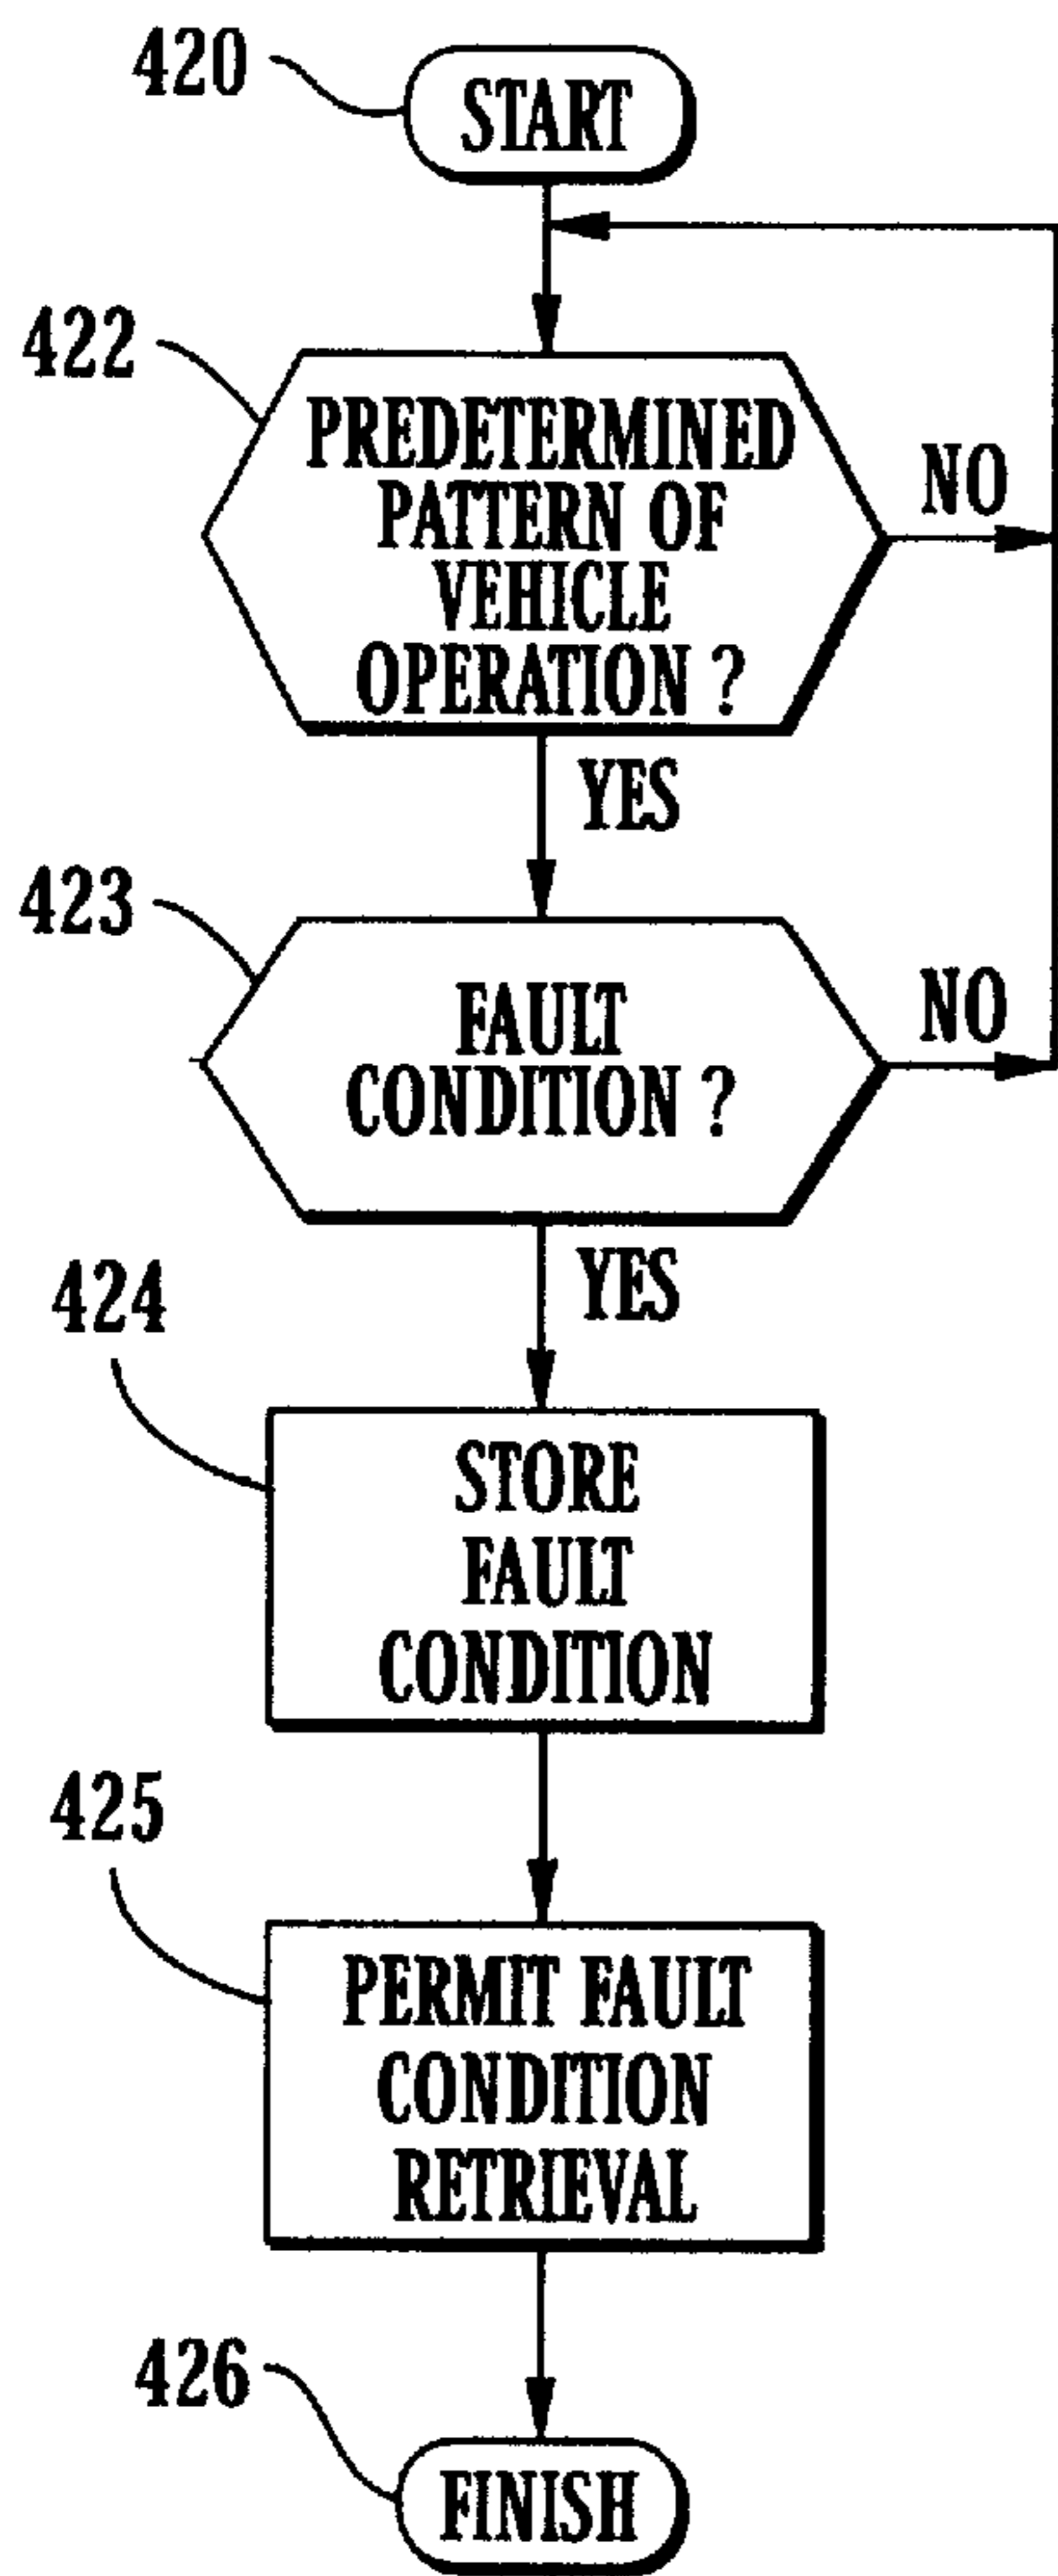 420
START
422
PREDETERMINED
PATTERN OF
VEHICLE
OPERATION ?
NO
YES
423
FAULT
CONDITION ?
NO
YES
424
STORE
FAULT
CONDITION
425
PERMIT FAULT
CONDITION
RETRIEVAL
426
FINISH